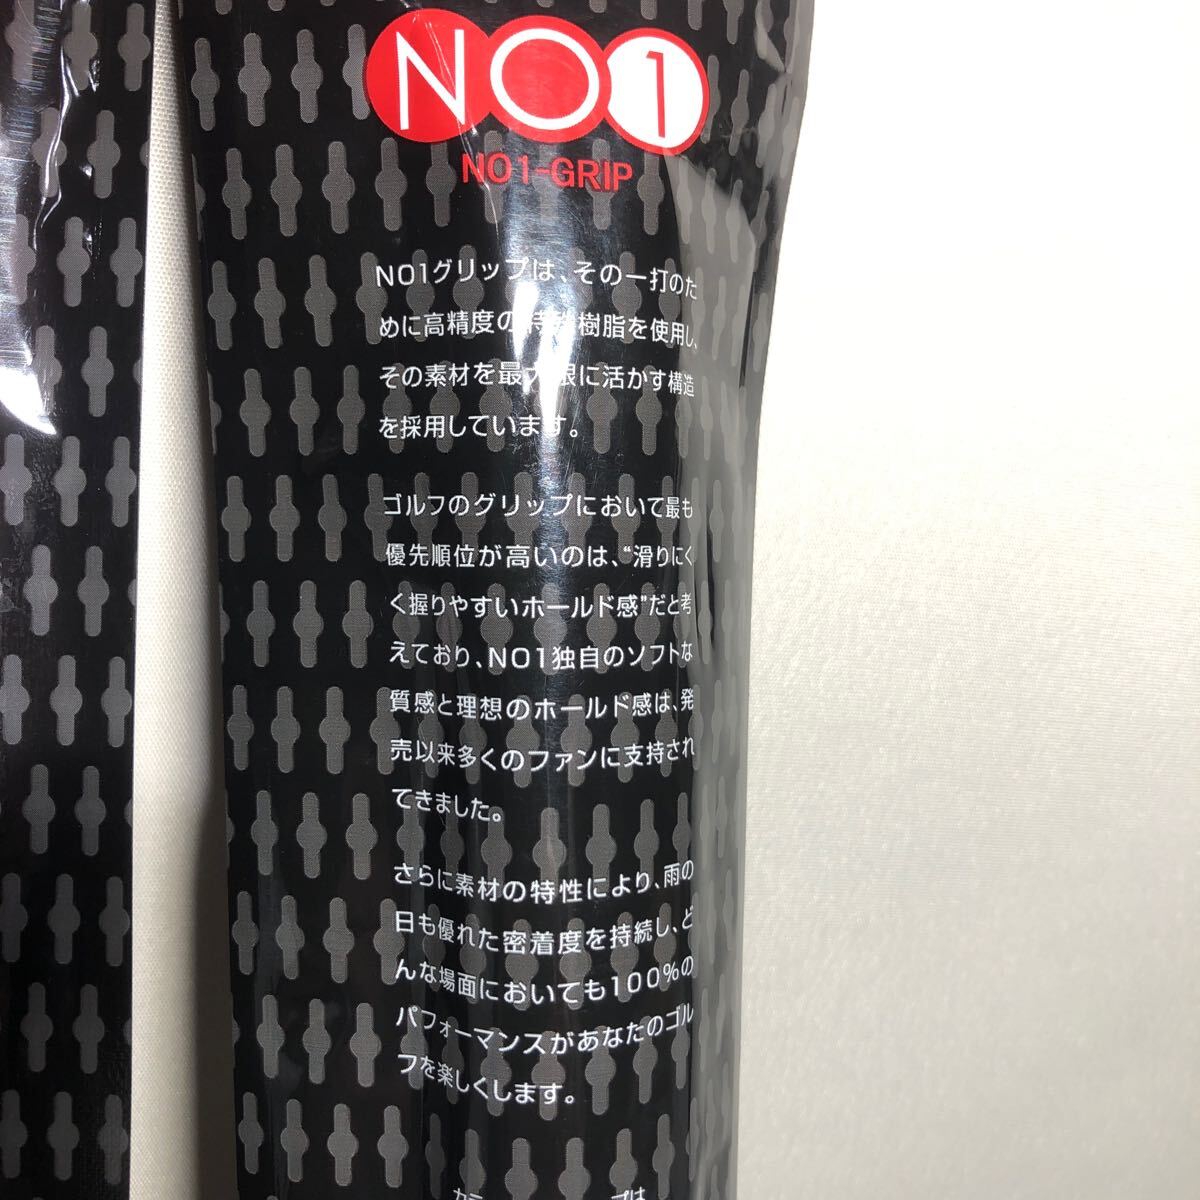 NO1
NO1-GRIP
NO1グリップは、その一打のた
めに高精度の特殊樹脂を使用し、
その素材を最大限に活かす構造
を採用しています。
ゴルフのグリップにおいて最も
優先順位が高いのは、“滑りにく
く握りやすいホールド感”だと考
えており、NO1独自のソフトな
質感と理想のホールド感は、発
売以来多くのファンに支持され
てきました。
さらに素材の特性により、雨の
日も優れた密着度を持続し、ど
んな場面においても100%の
パフォーマンスがあなたのゴル
フを楽しくします。